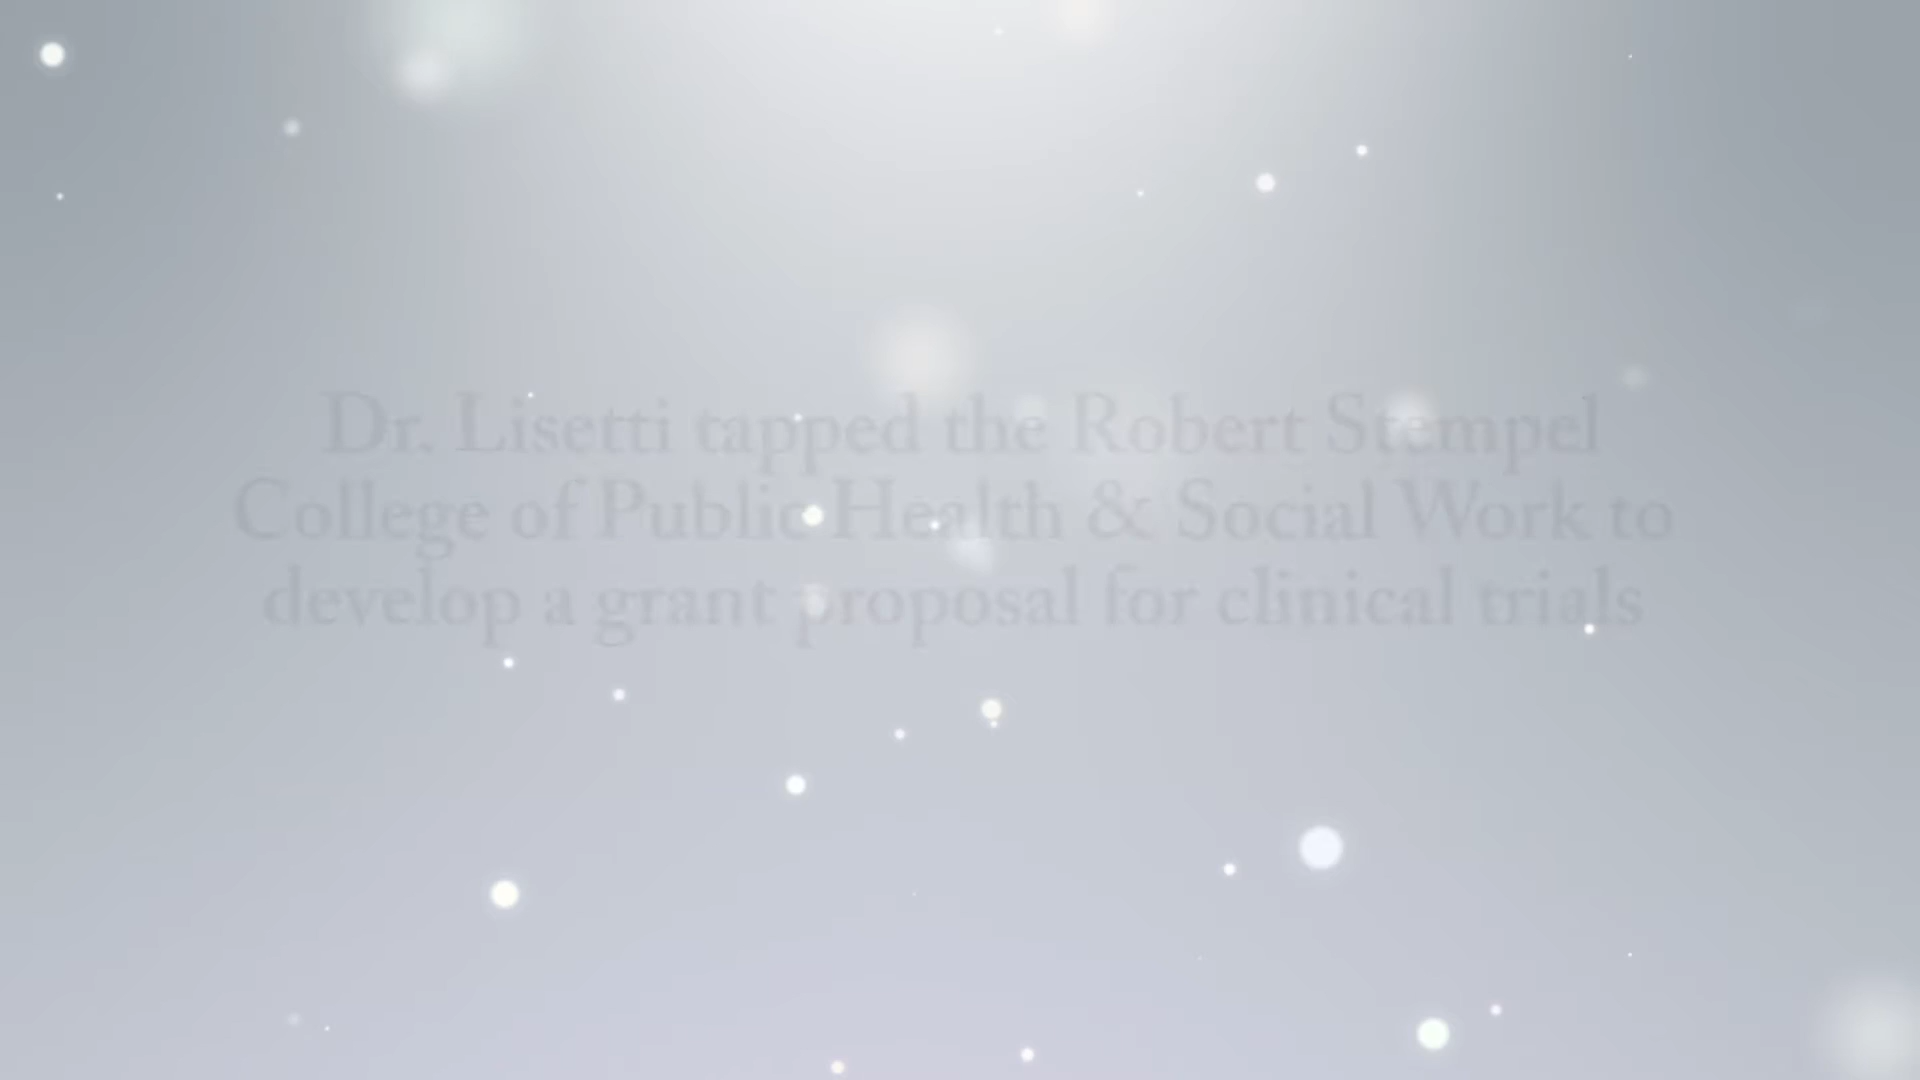 Dr. Lisetti tapped the Robert Stempel
College of Public Health & Social Work to
develop a grant proposal for clinical trials